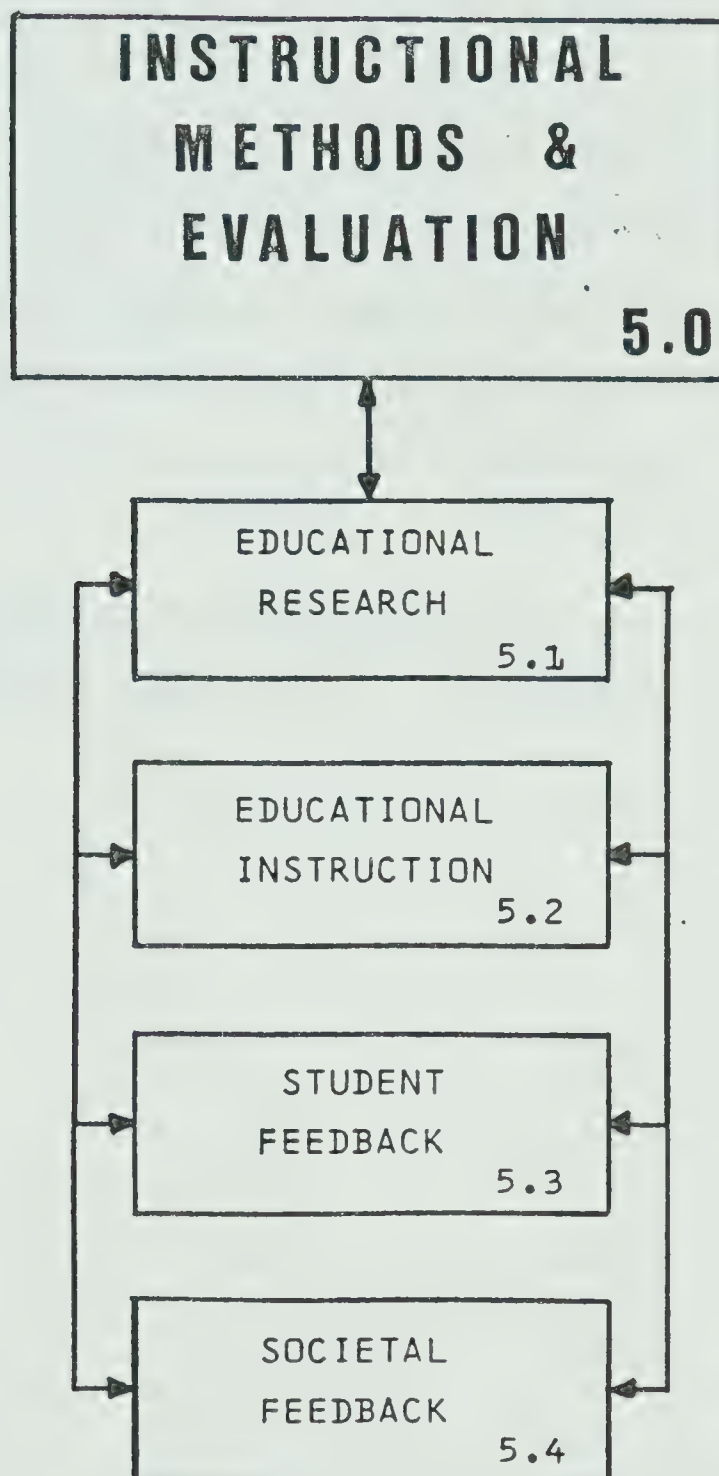 INSTRUCTIONAL
METHODS &
EVALUATION
5.0
EDUCATIONAL
RESEARCH
5.1
EDUCATIONAL
INSTRUCTION
5.2
STUDENT
FEEDBACK
5.3
SOCIETAL
FEEDBACK
5.4